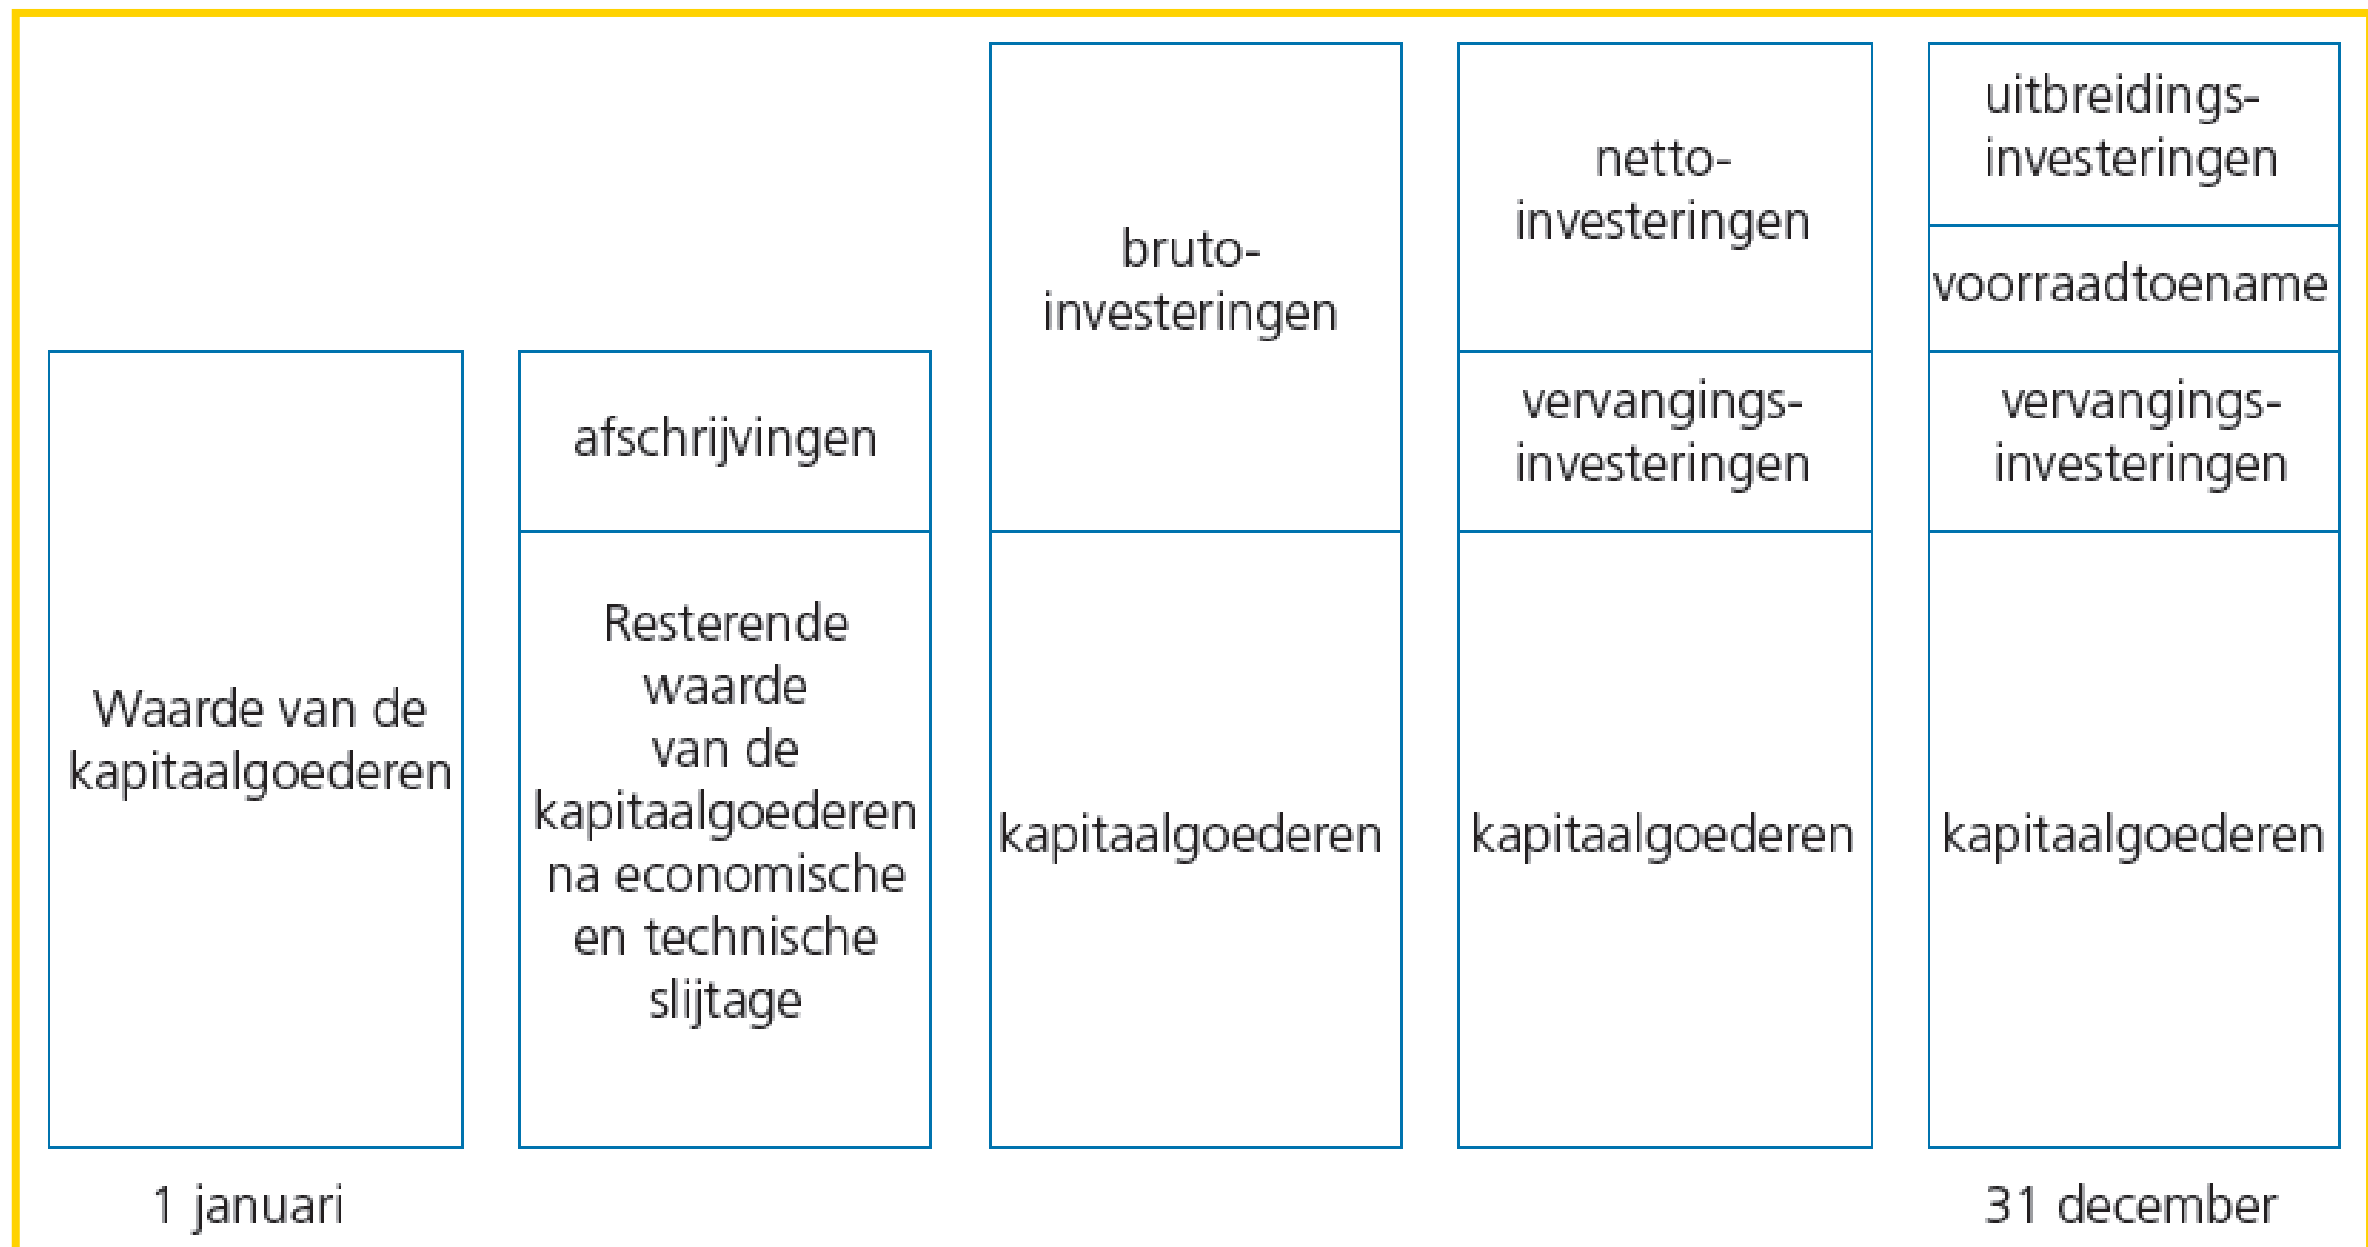 Waarde van de
kapitaalgoederen
1 januari
afschrijvingen
Resterende
waarde
van de
kapitaalgoederen
na economische
en technische
slijtage
bruto-
investeringen
kapitaalgoederen
netto-
investeringen
vervangings-
investeringen
kapitaalgoederen
uitbreidings-
investeringen
voorraadtoename
vervangings-
investeringen
kapitaalgoederen
31 december